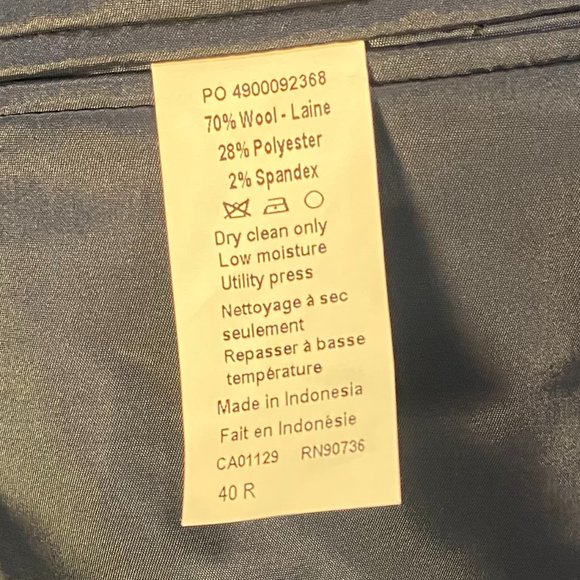 PO 4900092368
70% Wool - Laine
28% Polyester
2% Spandex
Dry clean only
Low moisture
Utility press
Nettoyage à sec
seulement
Repasser à basse
température
Made in Indonesia
Fait en Indonésie
CA01129 RN90736
40 R